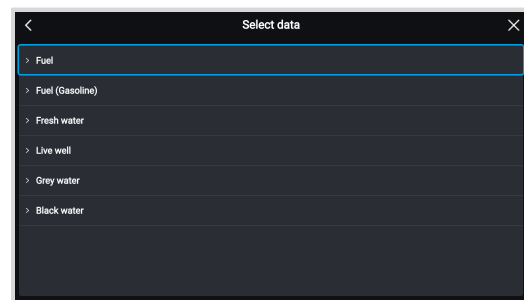 Select data
Fuel
Fuel (Gasoline)
Fresh water
Live well
Grey water
Black water